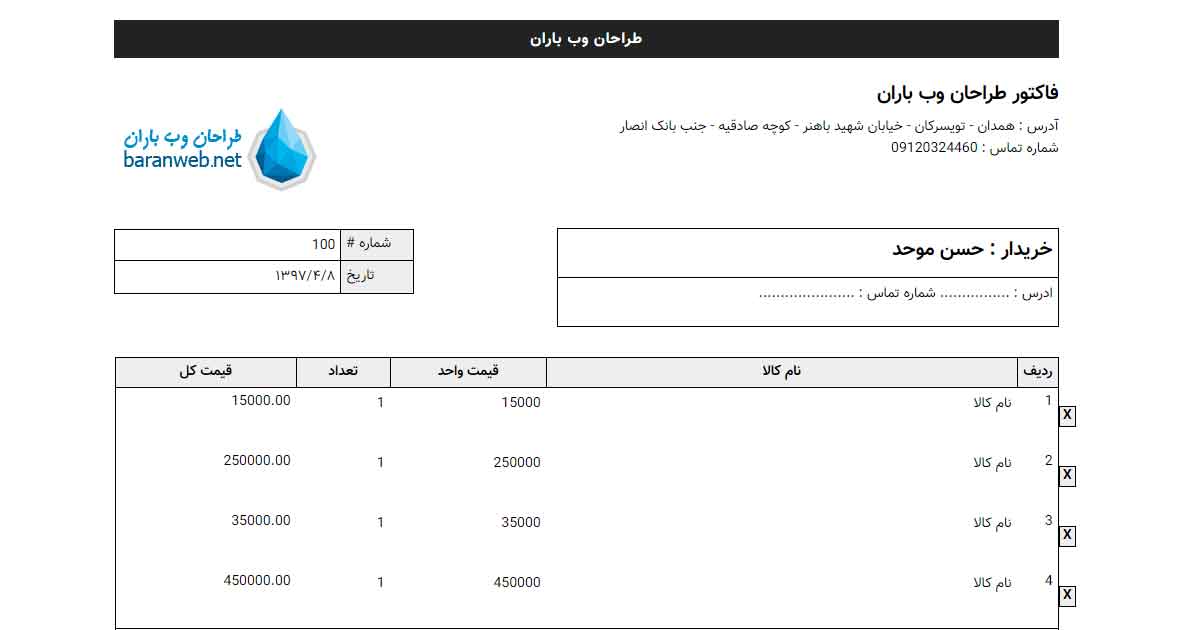 طراحان وب باران
فاکتور طراحان وب باران
آدرس : همدان - تویسرکان - خیابان شهید باهنر - کوچه صادقیه - جنب بانک انصار
شماره تماس : 09120324460
طراحان وب باران
baranweb.net
خریدار : حسن موحد
ادرس : ................ شماره تماس : ......................
شماره # 100
تاریخ ۱۳۹۷/۴/۸
ردیف نام کالا قیمت واحد تعداد قیمت کل
X 1 نام کالا 15000 1 15000.00
X 2 نام کالا 250000 1 250000.00
X 3 نام کالا 35000 1 35000.00
X 4 نام کالا 450000 1 450000.00